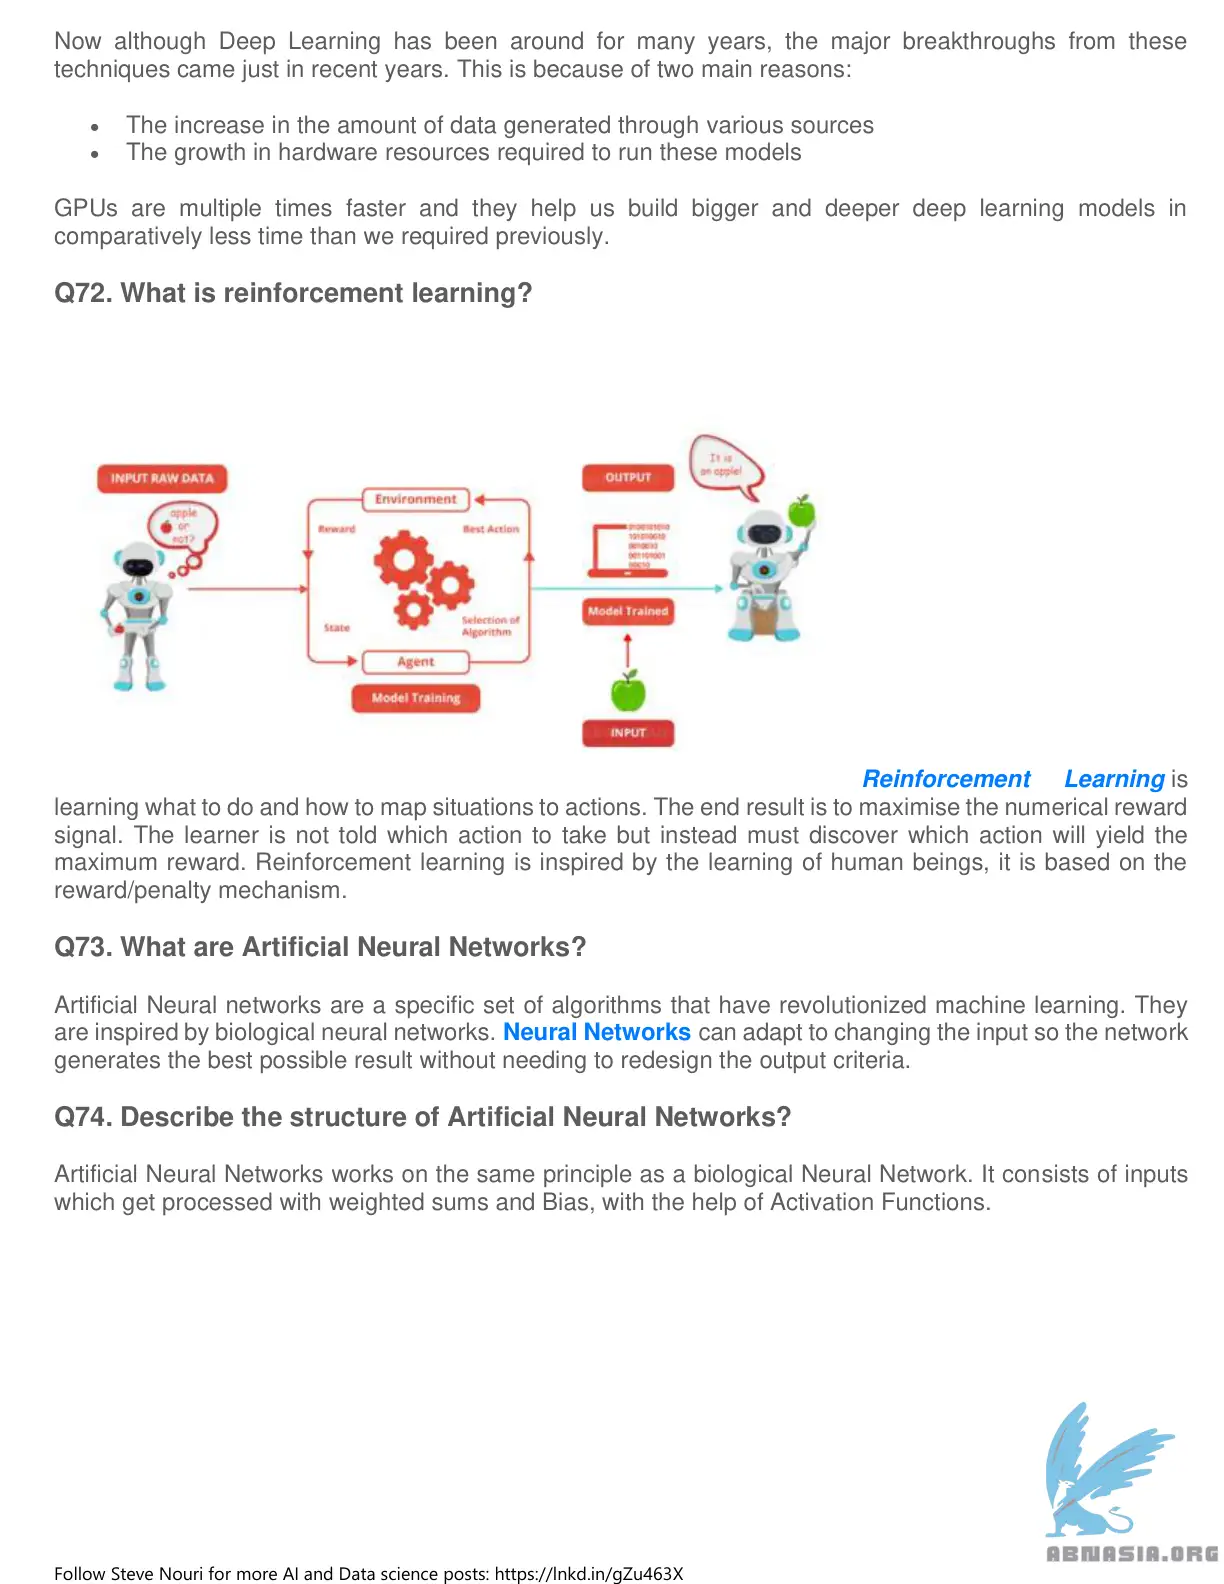 Now although Deep Learning has been around for many years, the major breakthroughs from these
techniques came just in recent years. This is because of two main reasons:
• The increase in the amount of data generated through various sources
• The growth in hardware resources required to run these models
GPUs are multiple times faster and they help us build bigger and deeper deep learning models in
comparatively less time than we required previously.
Q72. What is reinforcement learning?
INPUT RAW DATA
apple
or
not?
Environment
Reward
Best Action
State
Selection of
Algorithm
Agent
Model Training
OUTPUT
0100101010
101010010
0010010
001101001
00010
Model Trained
INPUT
It is
an apple!
Reinforcement Learning is
learning what to do and how to map situations to actions. The end result is to maximise the numerical reward
signal. The learner is not told which action to take but instead must discover which action will yield the
maximum reward. Reinforcement learning is inspired by the learning of human beings, it is based on the
reward/penalty mechanism.
Q73. What are Artificial Neural Networks?
Artificial Neural networks are a specific set of algorithms that have revolutionized machine learning. They
are inspired by biological neural networks. Neural Networks can adapt to changing the input so the network
generates the best possible result without needing to redesign the output criteria.
Q74. Describe the structure of Artificial Neural Networks?
Artificial Neural Networks works on the same principle as a biological Neural Network. It consists of inputs
which get processed with weighted sums and Bias, with the help of Activation Functions.
ABNASIA.ORG
Follow Steve Nouri for more AI and Data science posts: https://lnkd.in/gZu463X